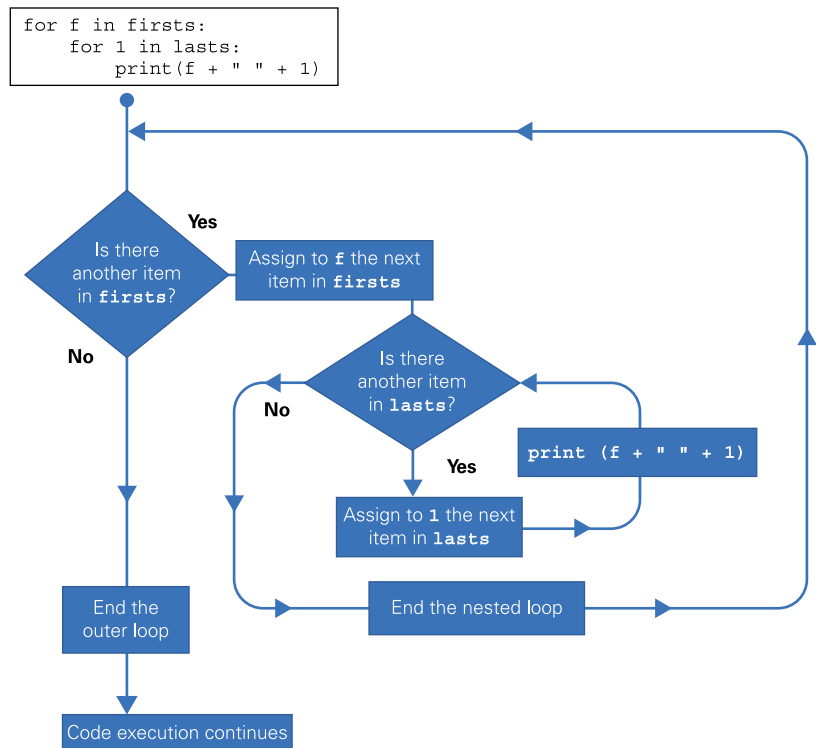 for f in firsts:
    for 1 in lasts:
        print(f + " " + 1)
Yes
Is there
another item
in firsts?
Assign to f the next
item in firsts
No
Is there
another item
in lasts?
No
Yes
print (f + " " + 1)
Assign to 1 the next
item in lasts
End the
outer loop
End the nested loop
Code execution continues